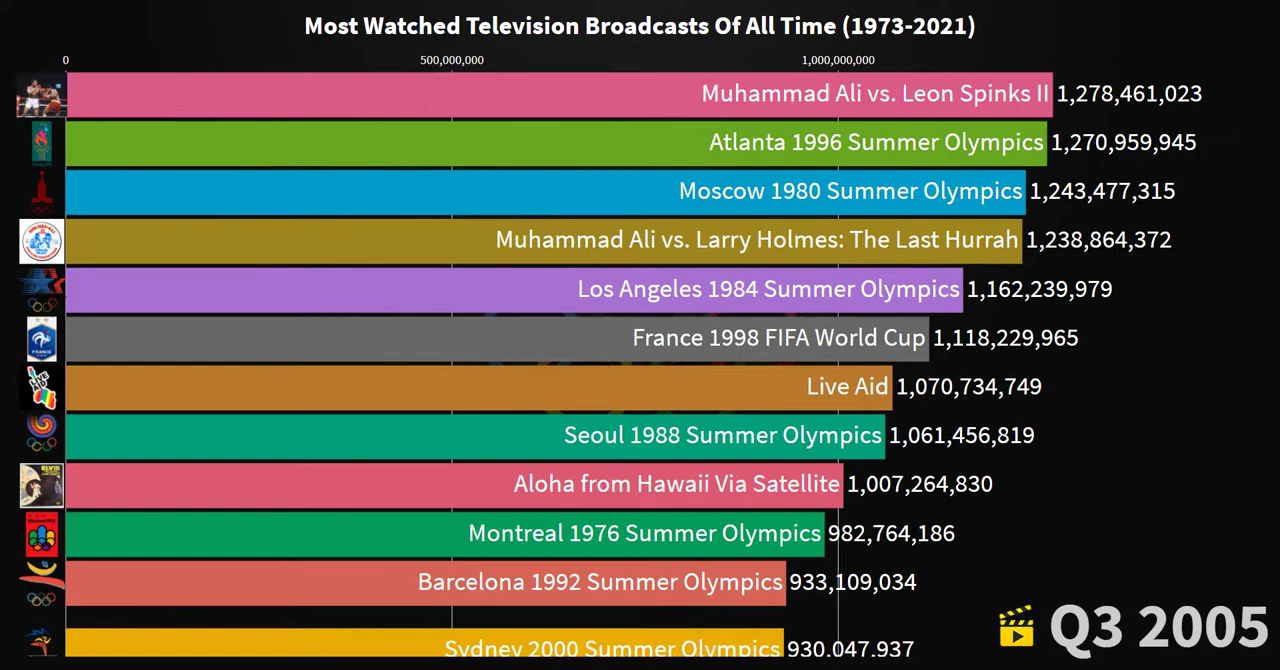 Most Watched Television Broadcasts Of All Time (1973-2021)
0 500,000,000 1,000,000,000
Muhammad Ali vs. Leon Spinks II 1,278,461,023
Atlanta 1996 Summer Olympics 1,270,959,945
Moscow 1980 Summer Olympics 1,243,477,315
Muhammad Ali vs. Larry Holmes: The Last Hurrah 1,238,864,372
Los Angeles 1984 Summer Olympics 1,162,239,979
France 1998 FIFA World Cup 1,118,229,965
FRANCE
Live Aid 1,070,734,749
LIVE AID
Seoul 1988 Summer Olympics 1,061,456,819
Aloha from Hawaii Via Satellite 1,007,264,830
ELVIS
Montreal 1976 Summer Olympics 982,764,186
Barcelona 1992 Summer Olympics 933,109,034
Sydney 2000 Summer Olympics 930,047,937
Q3 2005